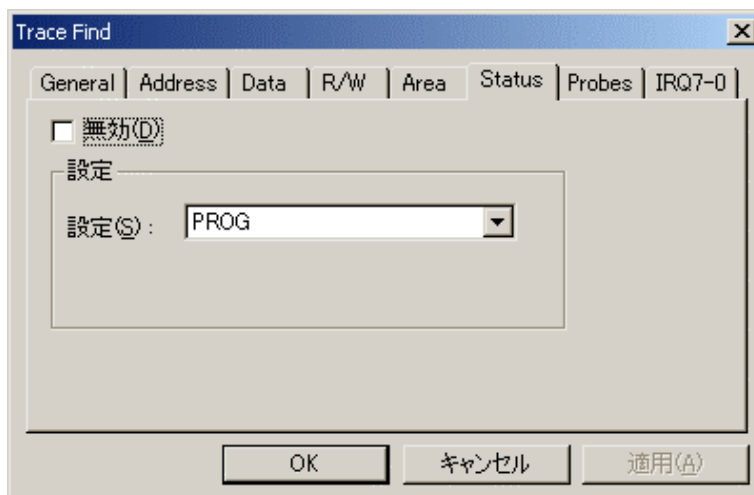 Trace Find
General Address Data R/W Area Status Probes IRQ7-0
無効(D)
設定
設定(S): PROG
OK キャンセル 適用(A)